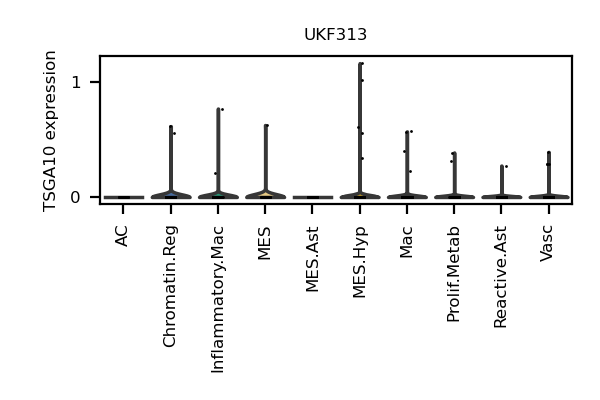 UKF313
TSGA10 expression
1
0
AC
Chromatin.Reg
Inflammatory.Mac
MES
MES.Ast
MES.Hyp
Mac
Prolif.Metab
Reactive.Ast
Vasc